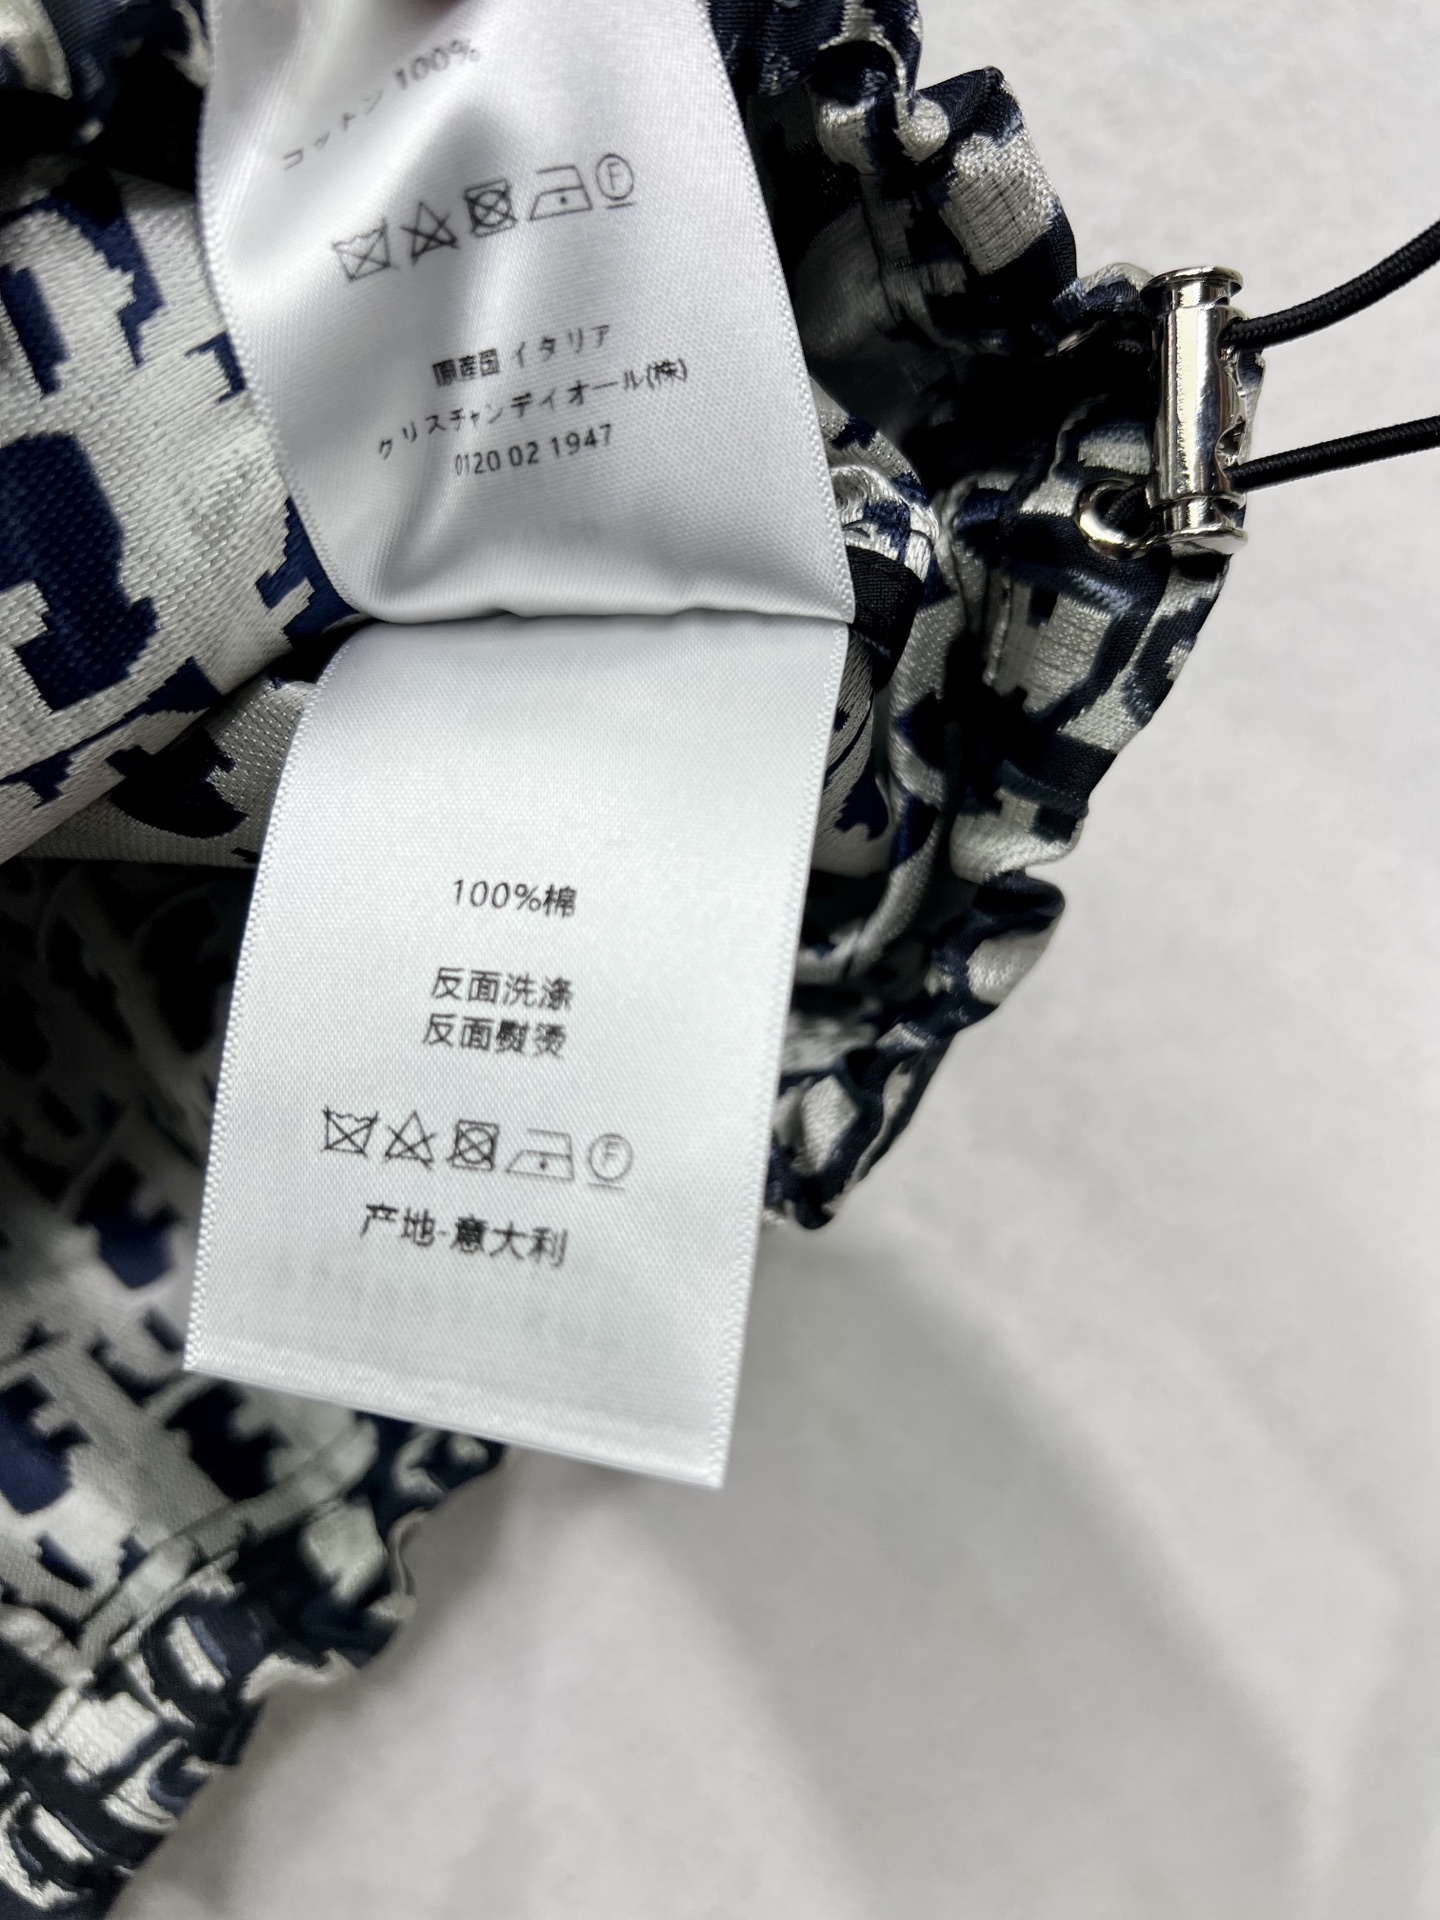 コットン 100%
F
原産国 イタリア
クリスチャンディオール(株)
0120 02 1947
100%棉
反面洗涤
反面熨烫
F
产地-意大利